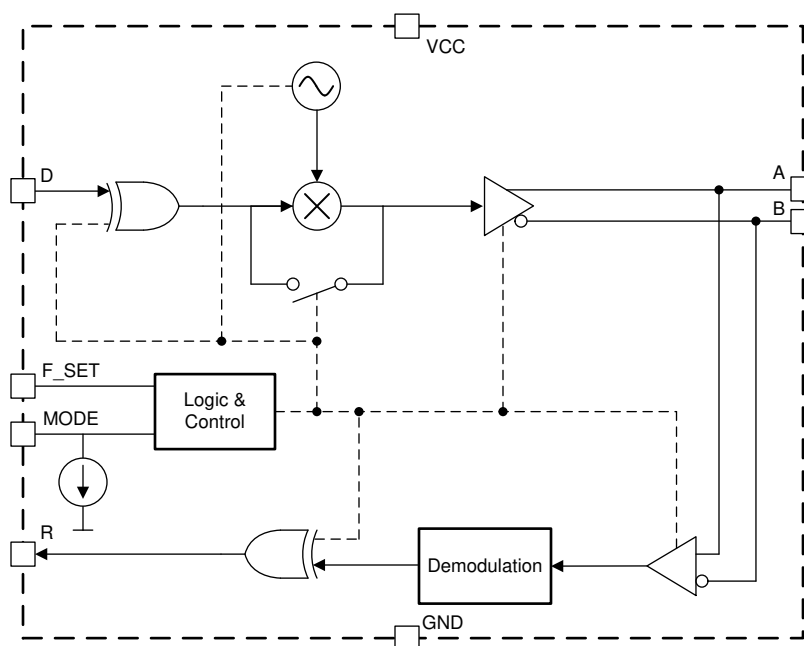 VCC
D
A
B
F_SET
Logic &
Control
MODE
R
Demodulation
GND